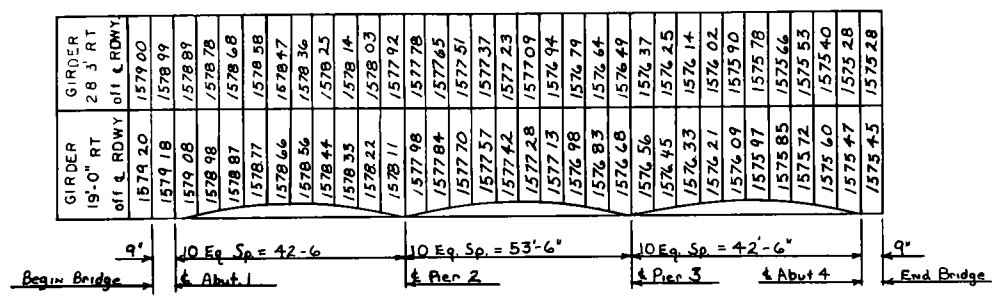 GIRDER 28'3" RT off ℄ RDWY 1579.00 1578.99 1578.89 1578.78 1578.68 1578.58 1578.47 1578.36 1578.25 1578.14 1578.03 1577.92 1577.78 1577.65 1577.51 1577.37 1577.23 1577.09 1576.94 1576.79 1576.64 1576.49 1576.37 1576.25 1576.14 1576.02 1575.90 1575.78 1575.66 1575.53 1575.40 1575.28 1575.28
GIRDER 19'-0" RT off ℄ RDWY 1579.20 1579.18 1579.08 1578.98 1578.87 1578.77 1578.66 1578.56 1578.44 1578.33 1578.22 1578.11 1577.98 1577.84 1577.70 1577.57 1577.42 1577.28 1577.13 1576.98 1576.83 1576.68 1576.56 1576.45 1576.33 1576.21 1576.09 1575.97 1575.85 1575.72 1575.60 1575.47 1575.45
9" 10 Eq. Sp. = 42-6 10 Eq. Sp. = 53'-6" 10 Eq. Sp. = 42'-6" 9"
Begin Bridge ℄ Abut. 1 ℄ Pier 2 ℄ Pier 3 ℄ Abut 4 End Bridge